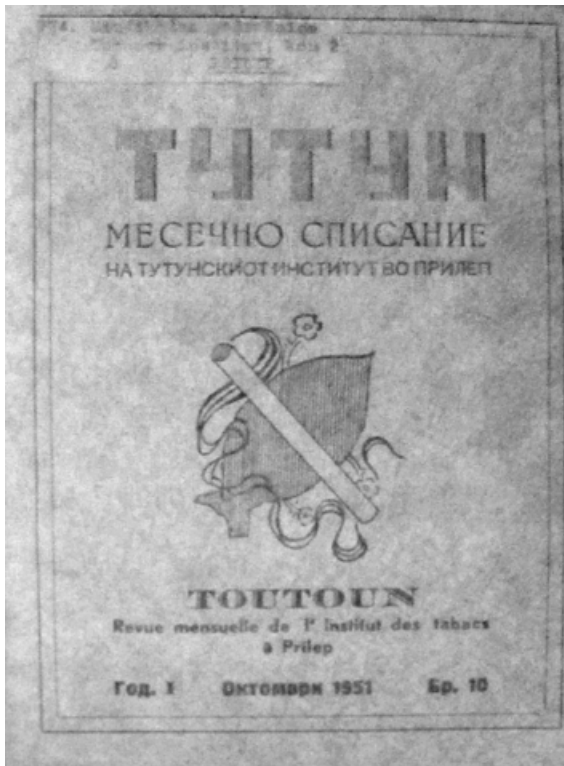 ТУТУН
МЕСЕЧНО СПИСАНИЕ
НА ТУТУНСКИОТ ИНСТИТУТ ВО ПРИЛЕП
TOUTOUN
Revue mensuelle de l' Institut des tabacs
à Prilep
Год. I Октомври 1951 Бр. 10